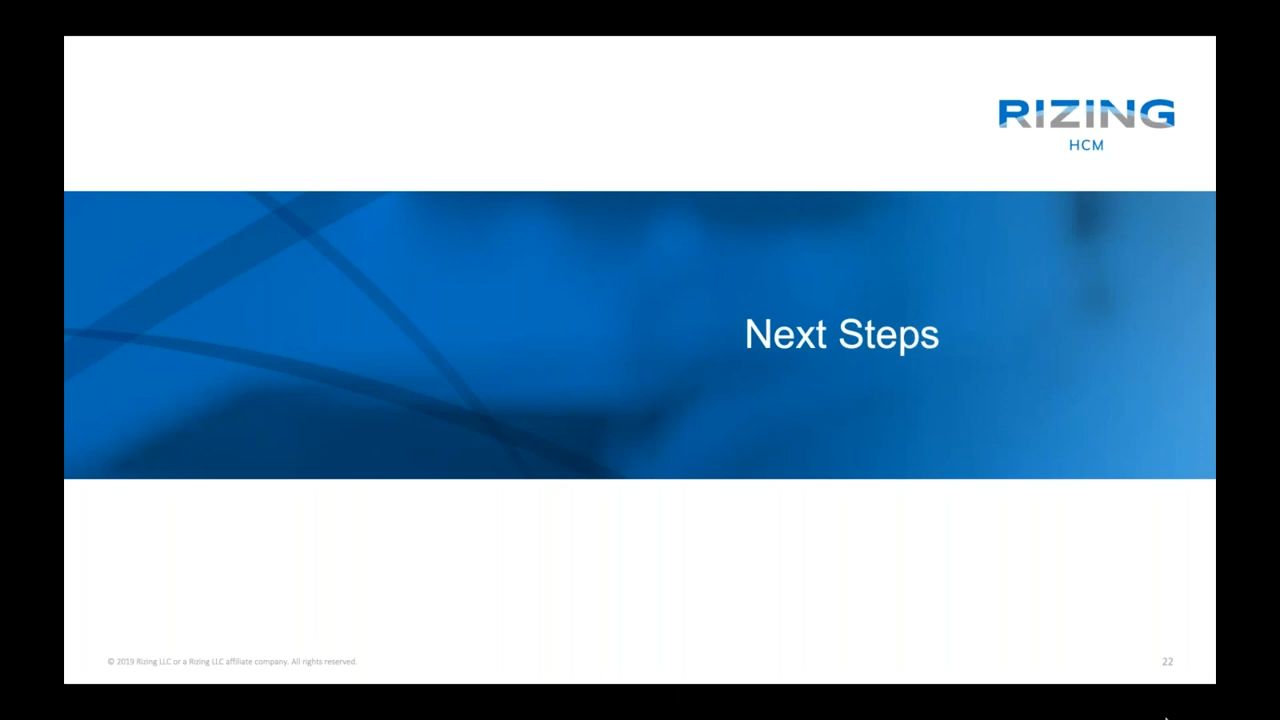 RIZING
HCM
Next Steps
© 2019 Rizing LLC or a Rizing LLC affiliate company. All rights reserved.
22